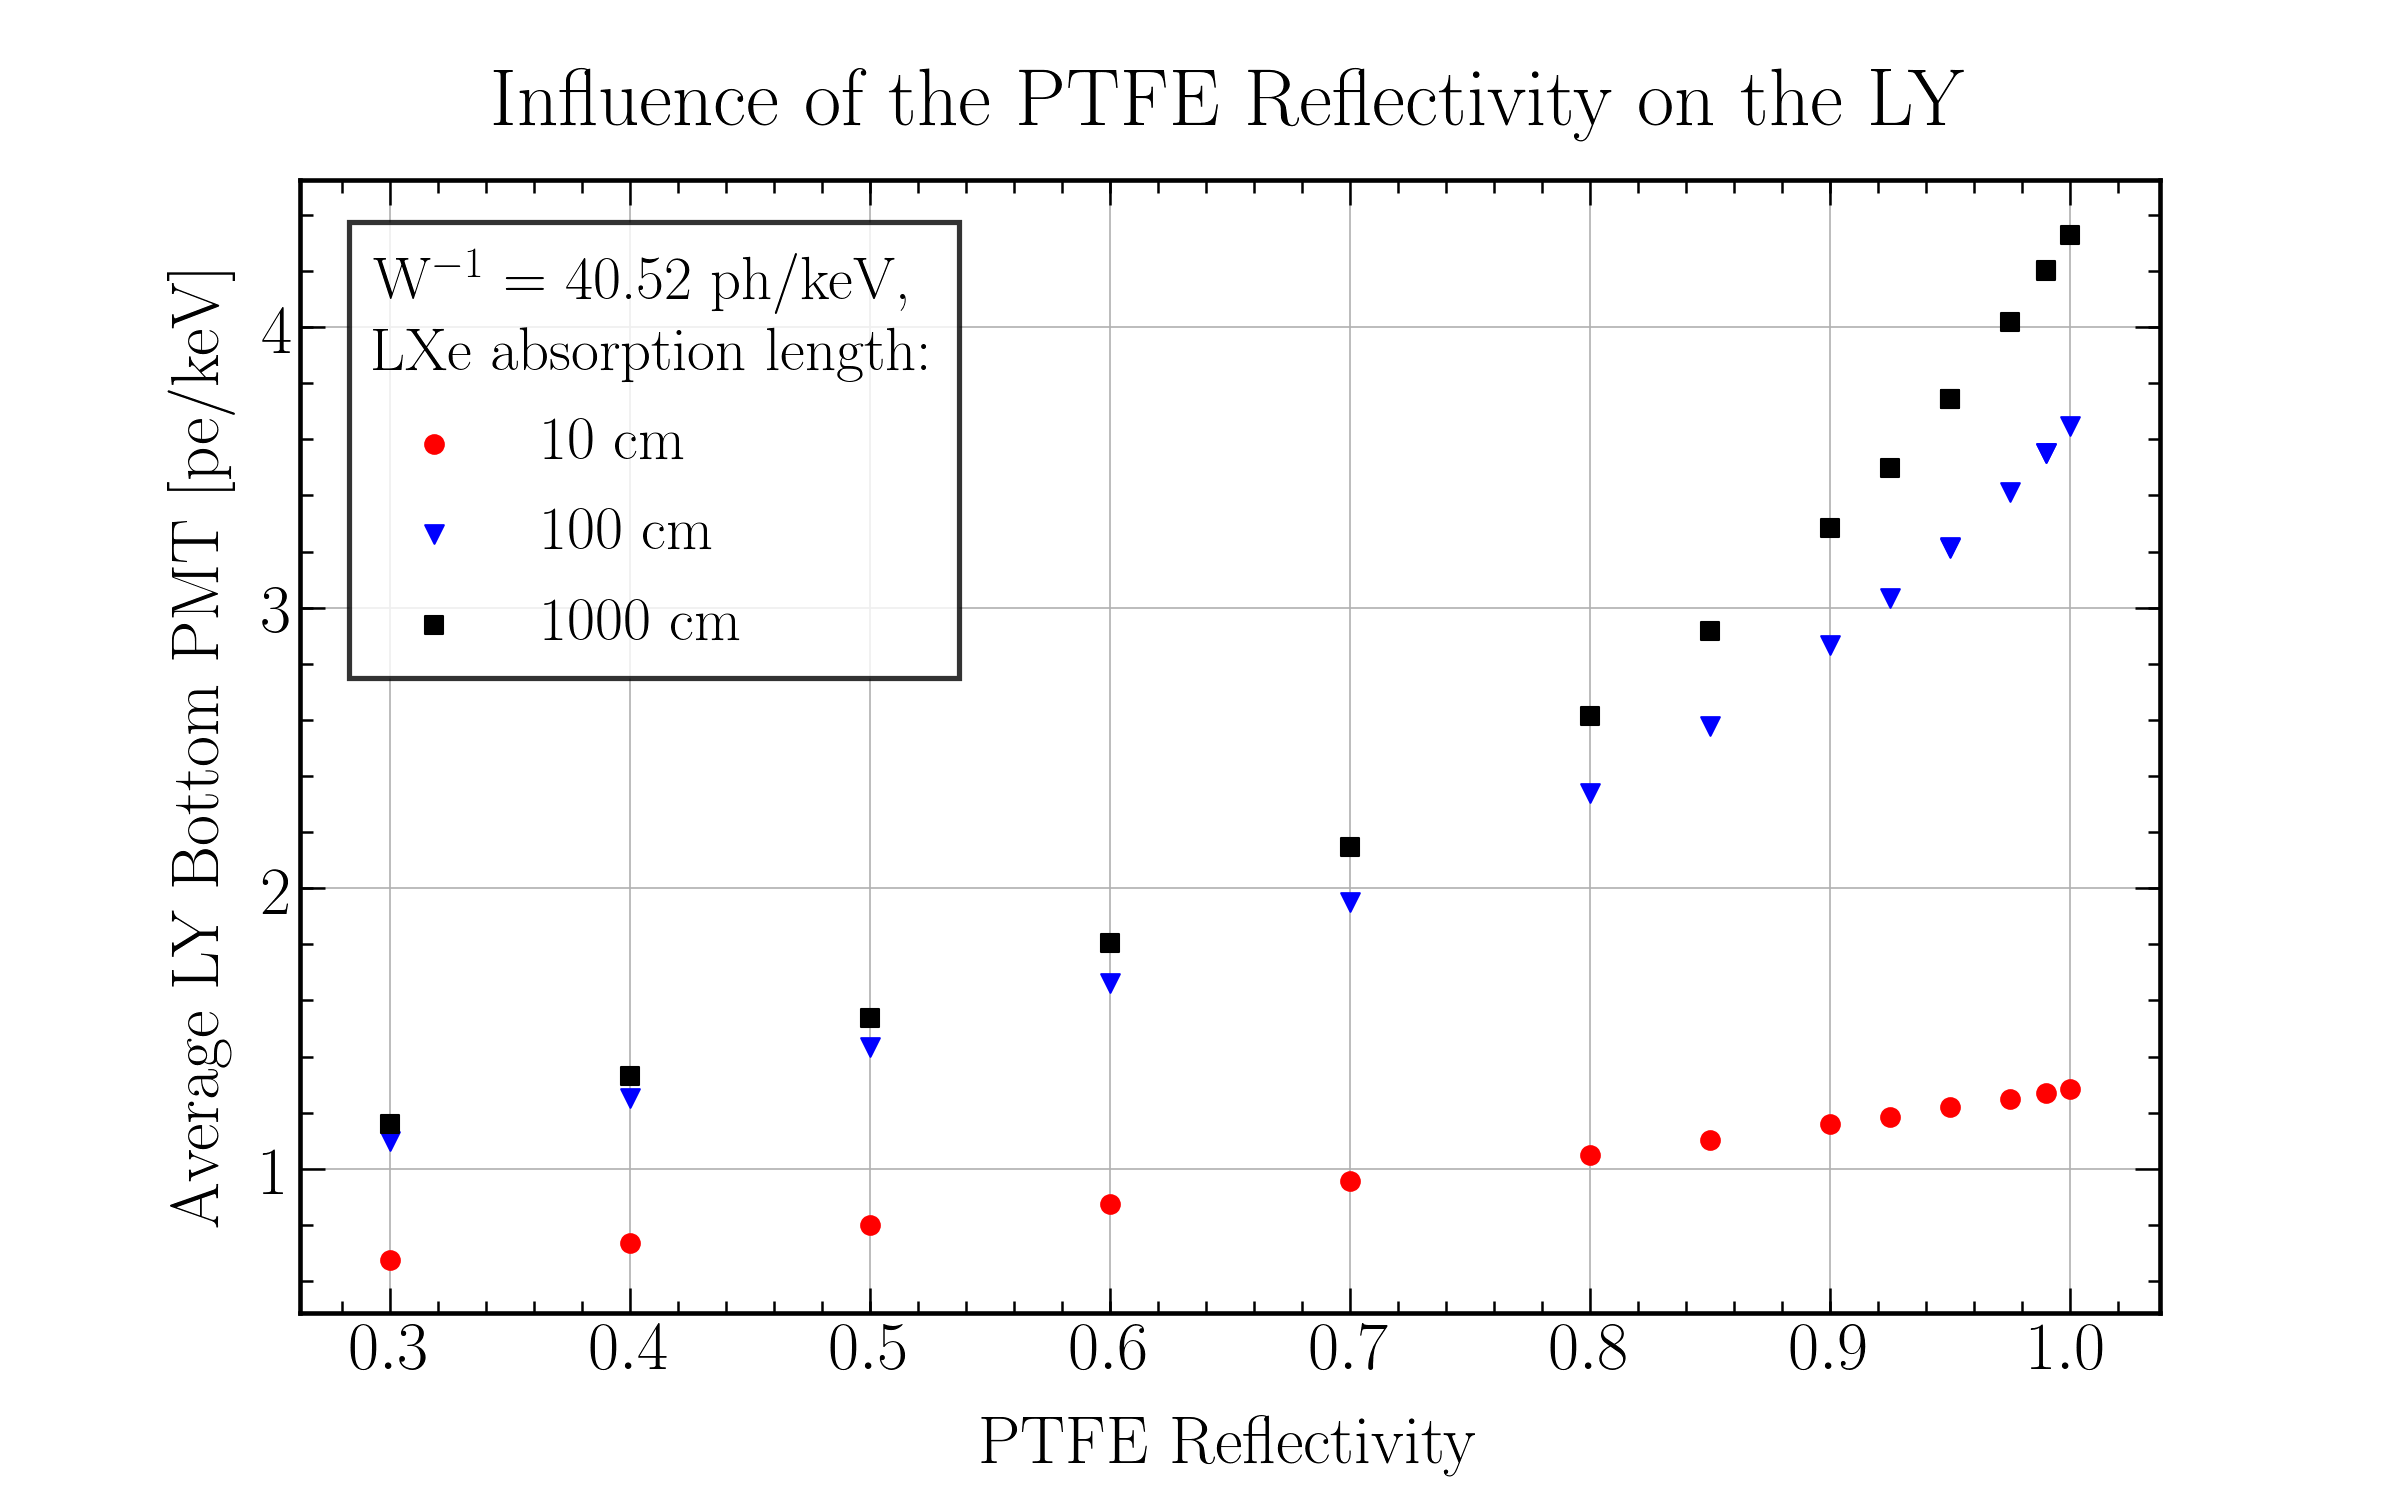 Influence of the PTFE Reflectivity on the LY
Average LY Bottom PMT [pe/keV]
4
3
2
1
W⁻¹ = 40.52 ph/keV,
LXe absorption length:
10 cm
100 cm
1000 cm
0.3 0.4 0.5 0.6 0.7 0.8 0.9 1.0
PTFE Reflectivity